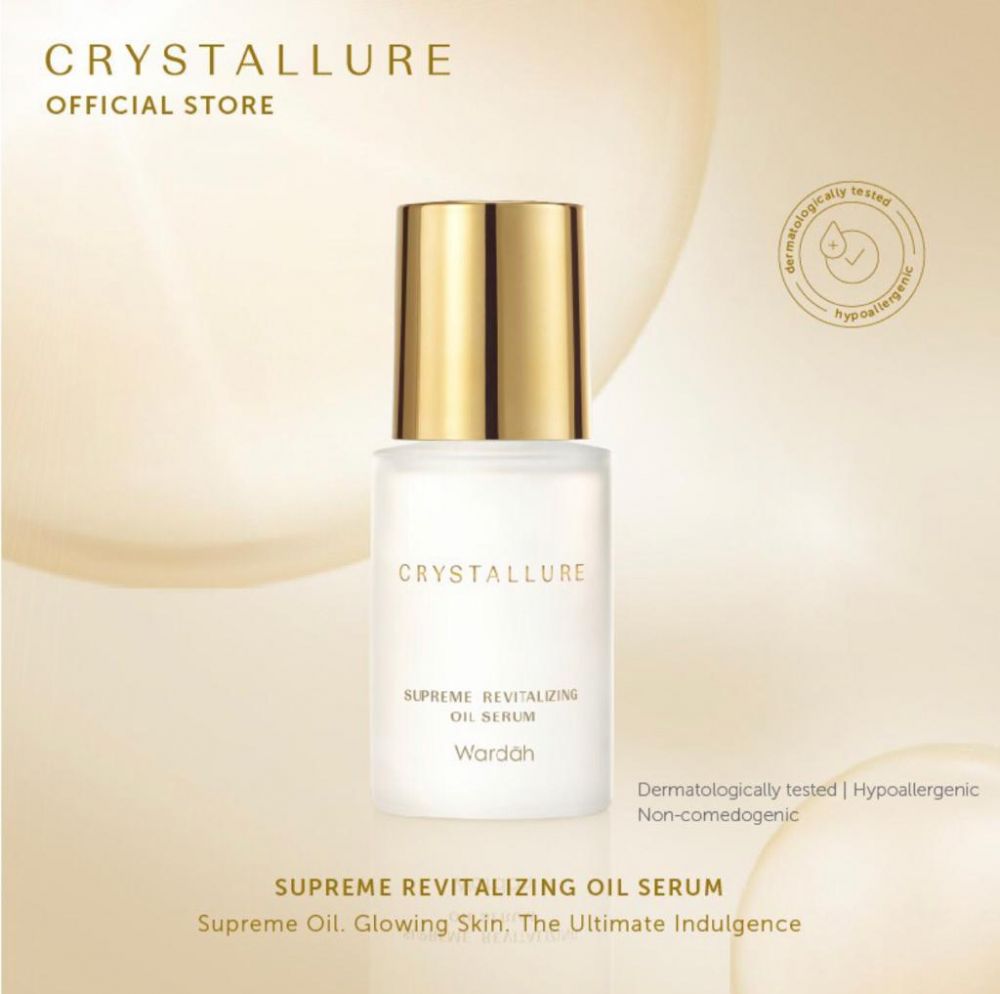 CRYSTALLURE
OFFICIAL STORE
dermatologically tested
hypoallergenic
CRYSTALLURE
SUPREME REVITALIZING
OIL SERUM
Wardāh
Dermatologically tested | Hypoallergenic
Non-comedogenic
SUPREME REVITALIZING OIL SERUM
Supreme Oil. Glowing Skin. The Ultimate Indulgence